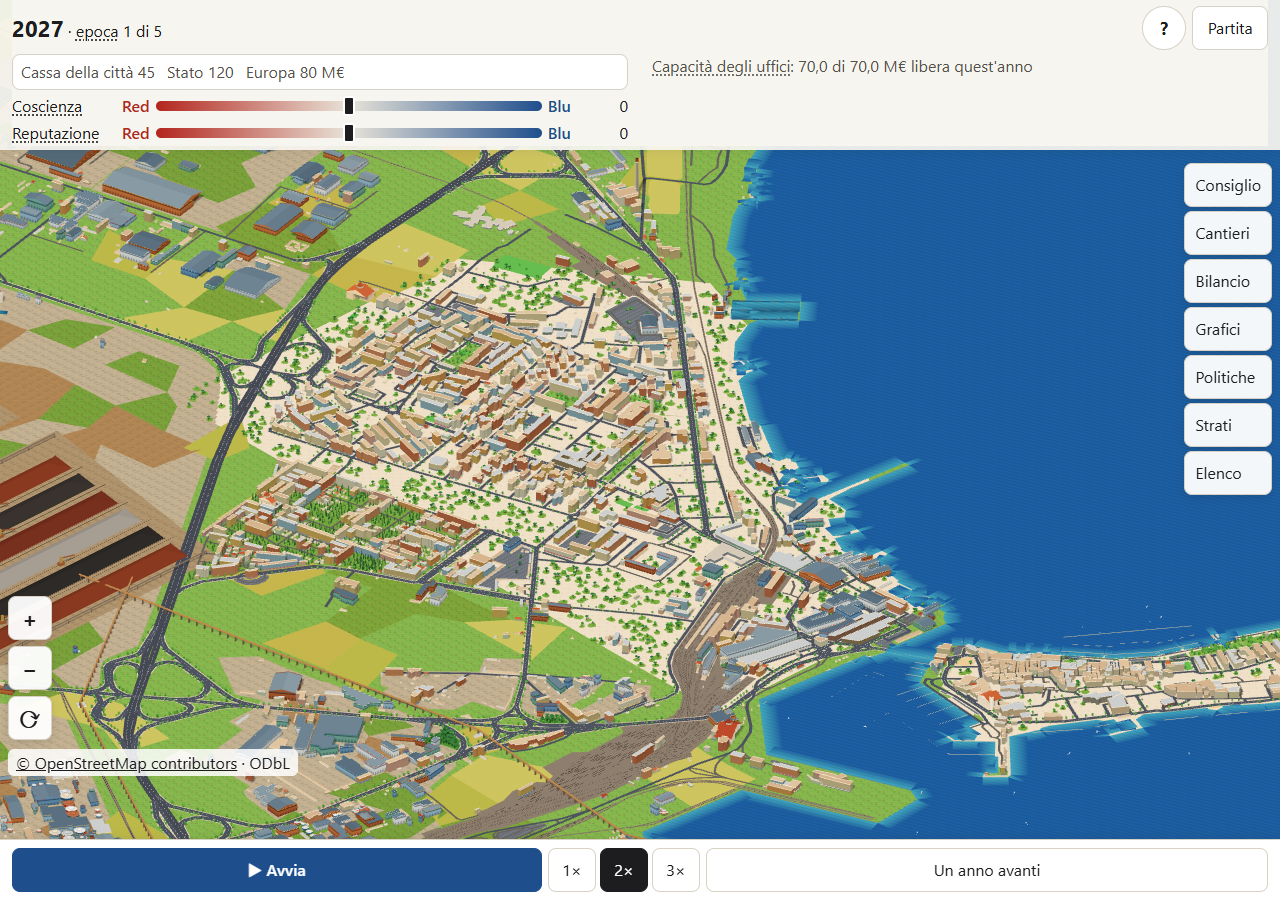 2027 · epoca 1 di 5
?
Partita
Cassa della città 45 Stato 120 Europa 80 M€
Capacità degli uffici: 70,0 di 70,0 M€ libera quest'anno
Coscienza Red Blu 0
Reputazione Red Blu 0
Consiglio
Cantieri
Bilancio
Grafici
Politiche
Strati
Elenco
+
−
© OpenStreetMap contributors · ODbL
▶ Avvia
1×
2×
3×
Un anno avanti